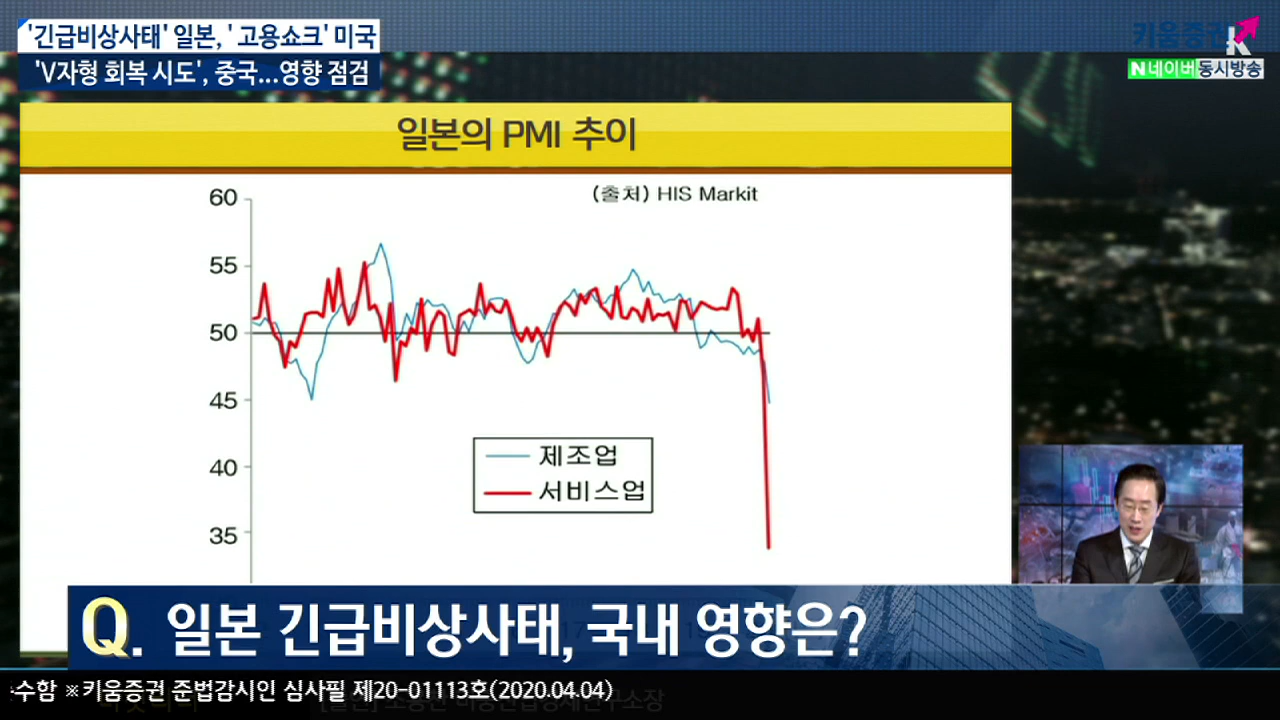 '긴급비상사태' 일본, ' 고용쇼크' 미국
'V자형 회복 시도', 중국...영향 점검
키움증권
N 네이버 동시방송
일본의 PMI 추이
(출처) HIS Markit
60
55
50
45
40
35
제조업
서비스업
Q. 일본 긴급비상사태, 국내 영향은?
수함 ※키움증권 준법감시인 심사필 제20-01113호(2020.04.04)